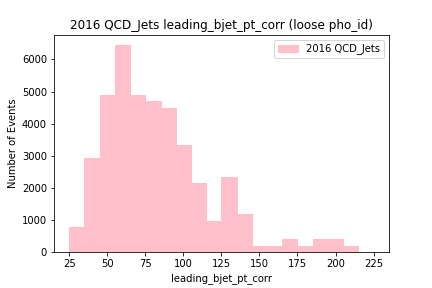 2016 QCD_Jets leading_bjet_pt_corr (loose pho_id)
2016 QCD_Jets
Number of Events
6000
5000
4000
3000
2000
1000
0
25 50 75 100 125 150 175 200 225
leading_bjet_pt_corr